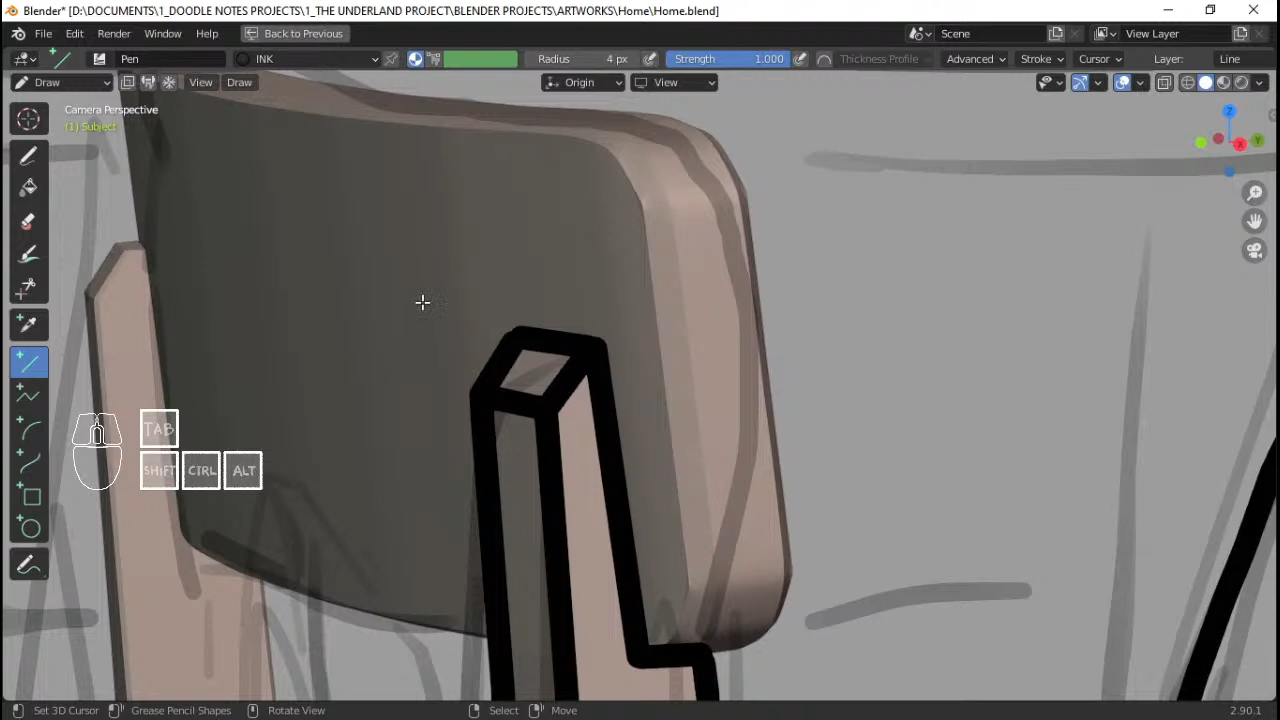 Blender* [D:\DOCUMENTS\1_DOODLE NOTES PROJECTS\1_THE UNDERLAND PROJECT\BLENDER PROJECTS\ARTWORKS\Home\Home.blend]
File Edit Render Window Help Back to Previous Scene View Layer
Pen INK Radius 4 px Strength 1.000 Thickness Profile Advanced Stroke Cursor Layer: Line
Draw View Draw Origin View
Camera Perspective
(1) Subject
Z
X
Y
TAB
SHIFT CTRL ALT
Set 3D Cursor Grease Pencil Shapes Rotate View Select Move 2.90.1